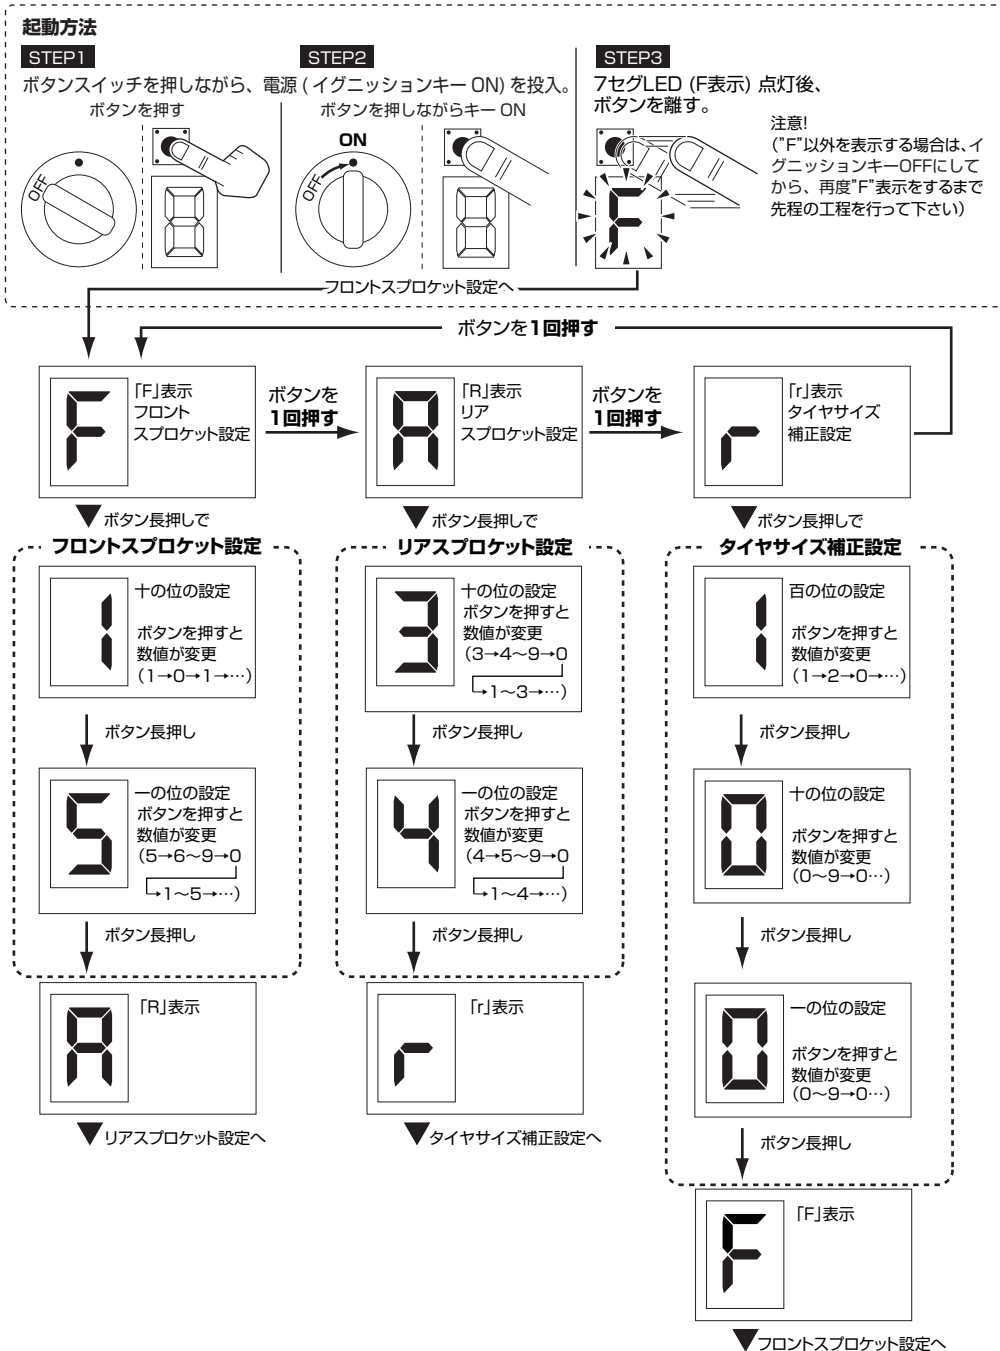 起動方法
STEP1
ボタンスイッチを押しながら、電源 ( イグニッションキー ON) を投入。
ボタンを押す
OFF
STEP2
ボタンを押しながらキー ON
ON
OFF
STEP3
7セグLED (F表示) 点灯後、
ボタンを離す。
注意!
("F"以外を表示する場合は、イ
グニッションキーOFFにして
から、再度"F"表示をするまで
先程の工程を行って下さい)
F
フロントスプロケット設定へ
ボタンを1回押す
F
「F」表示
フロント
スプロケット設定
ボタンを
1回押す
R
「R」表示
リア
スプロケット設定
ボタンを
1回押す
r
「r」表示
タイヤサイズ
補正設定
ボタン長押しで
フロントスプロケット設定
1
十の位の設定
ボタンを押すと
数値が変更
(1→0→1→…)
ボタン長押し
5
一の位の設定
ボタンを押すと
数値が変更
(5→6~9→0
→1~5→…)
ボタン長押し
R
「R」表示
リアスプロケット設定へ
ボタン長押しで
リアスプロケット設定
3
十の位の設定
ボタンを押すと
数値が変更
(3→4~9→0
→1~3→…)
ボタン長押し
4
一の位の設定
ボタンを押すと
数値が変更
(4→5~9→0
→1~4→…)
ボタン長押し
r
「r」表示
タイヤサイズ補正設定へ
ボタン長押しで
タイヤサイズ補正設定
1
百の位の設定
ボタンを押すと
数値が変更
(1→2→0→…)
ボタン長押し
0
十の位の設定
ボタンを押すと
数値が変更
(0~9→0…)
ボタン長押し
0
一の位の設定
ボタンを押すと
数値が変更
(0~9→0…)
ボタン長押し
F
「F」表示
フロントスプロケット設定へ